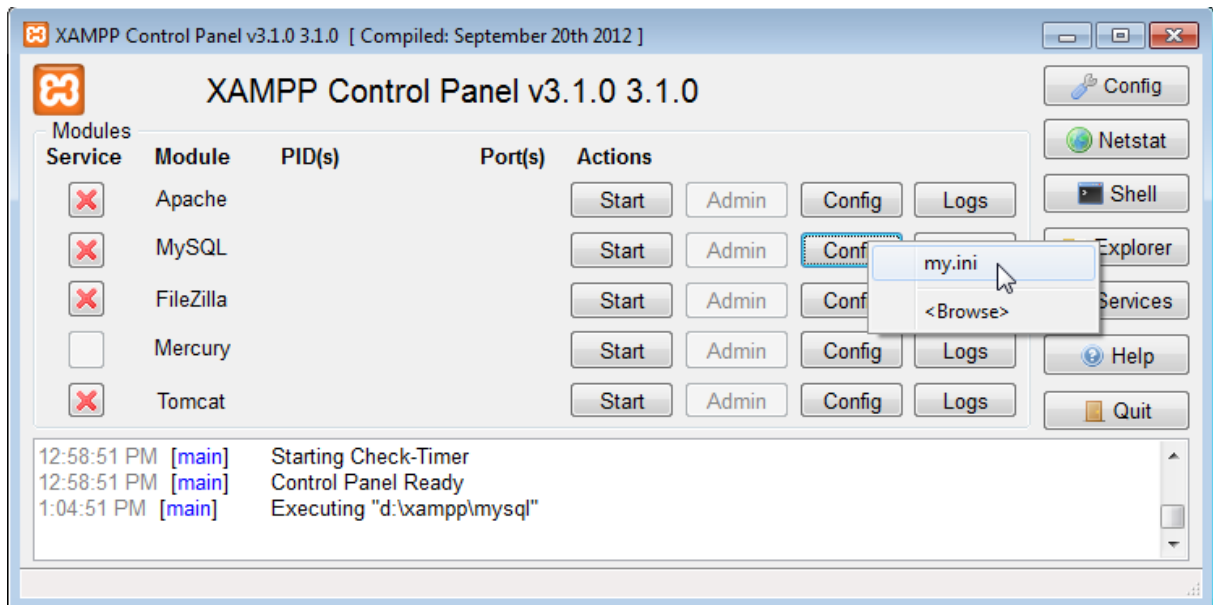 XAMPP Control Panel v3.1.0 3.1.0 [ Compiled: September 20th 2012 ]
XAMPP Control Panel v3.1.0 3.1.0
Config
Modules
Netstat
Service Module PID(s) Port(s) Actions
Apache Start Admin Config Logs
Shell
MySQL Start Admin Conf
Explorer
my.ini
FileZilla Start Admin Conf
Services
<Browse>
Mercury Start Admin Config Logs
Help
Tomcat Start Admin Config Logs
Quit
12:58:51 PM [main] Starting Check-Timer
12:58:51 PM [main] Control Panel Ready
1:04:51 PM [main] Executing "d:\xampp\mysql"